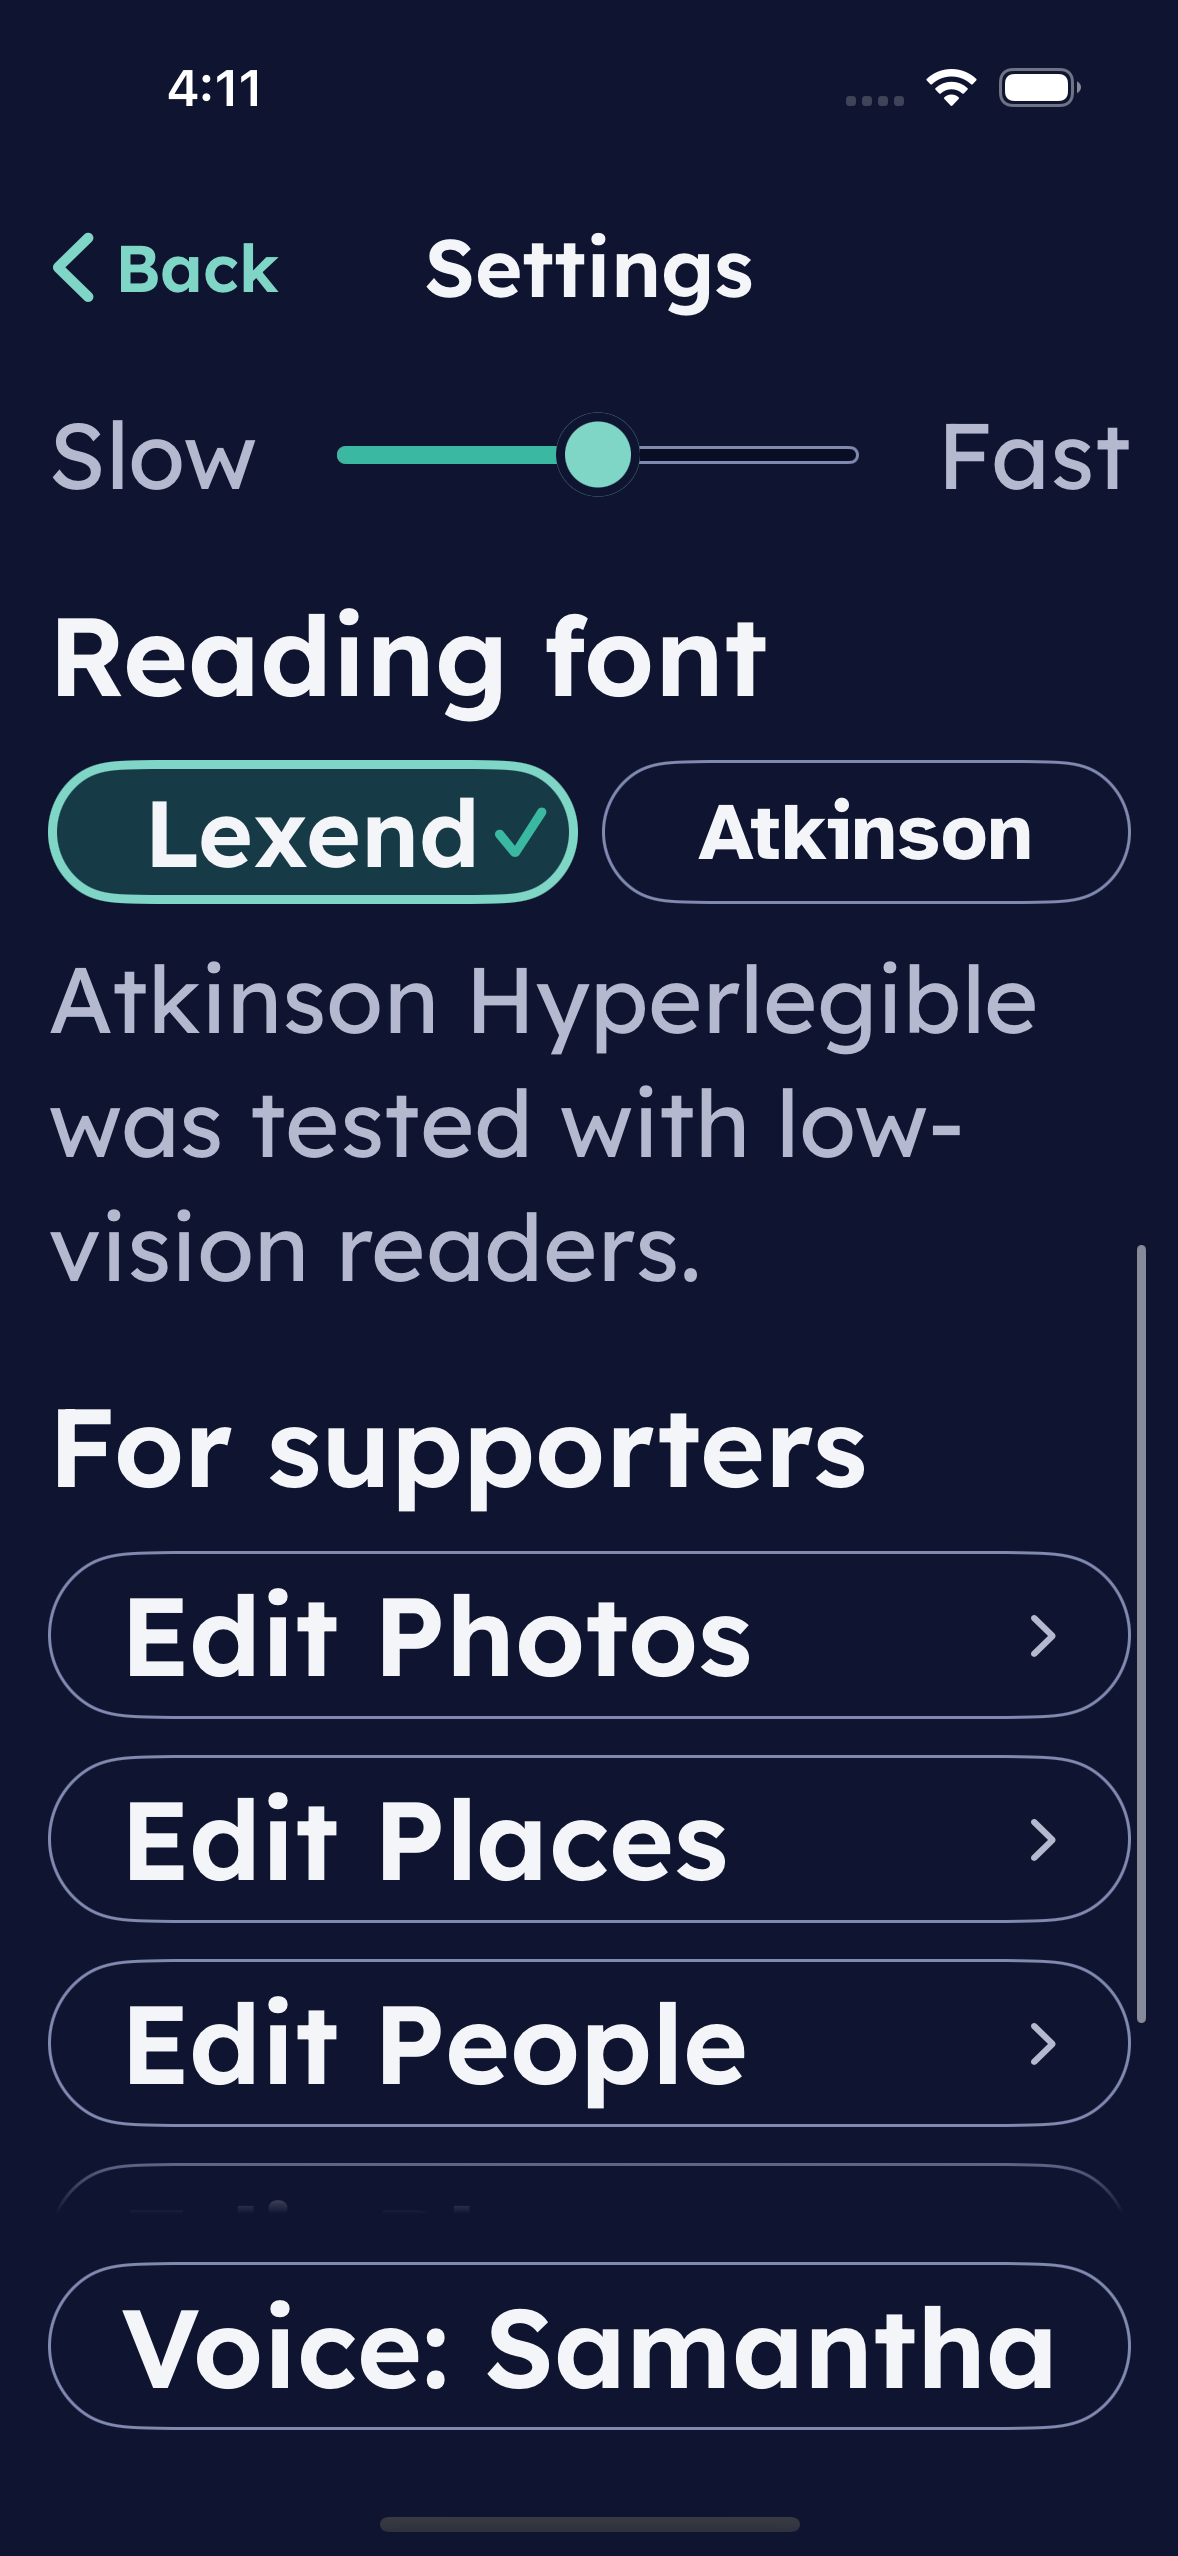 4:11
Back
Settings
Slow
Fast
Reading font
Lexend
Atkinson
Atkinson Hyperlegible
was tested with low-
vision readers.
For supporters
Edit Photos
Edit Places
Edit People
Voice: Samantha